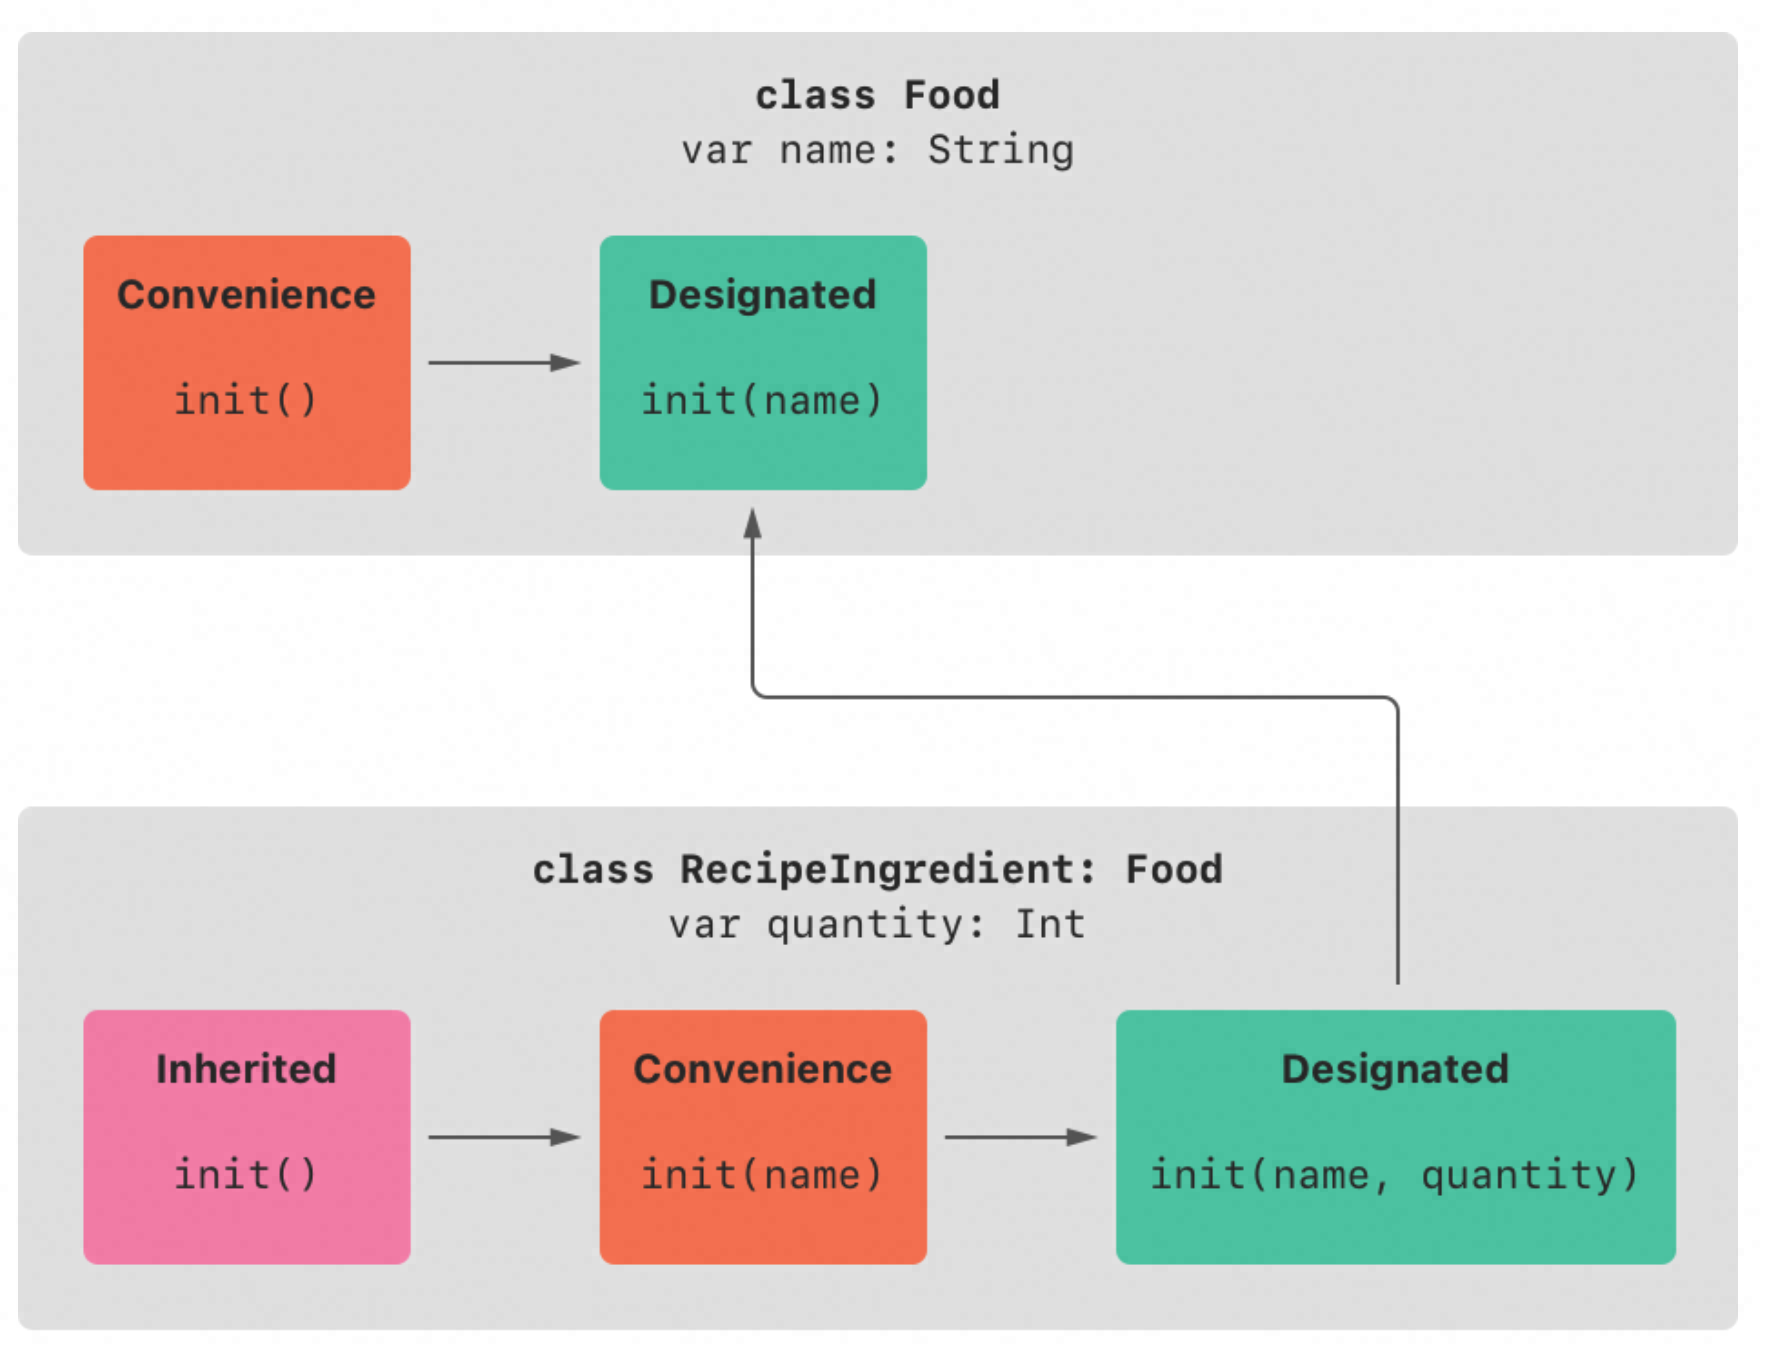 class Food
var name: String
Convenience
init()
Designated
init(name)
class RecipeIngredient: Food
var quantity: Int
Inherited
init()
Convenience
init(name)
Designated
init(name, quantity)